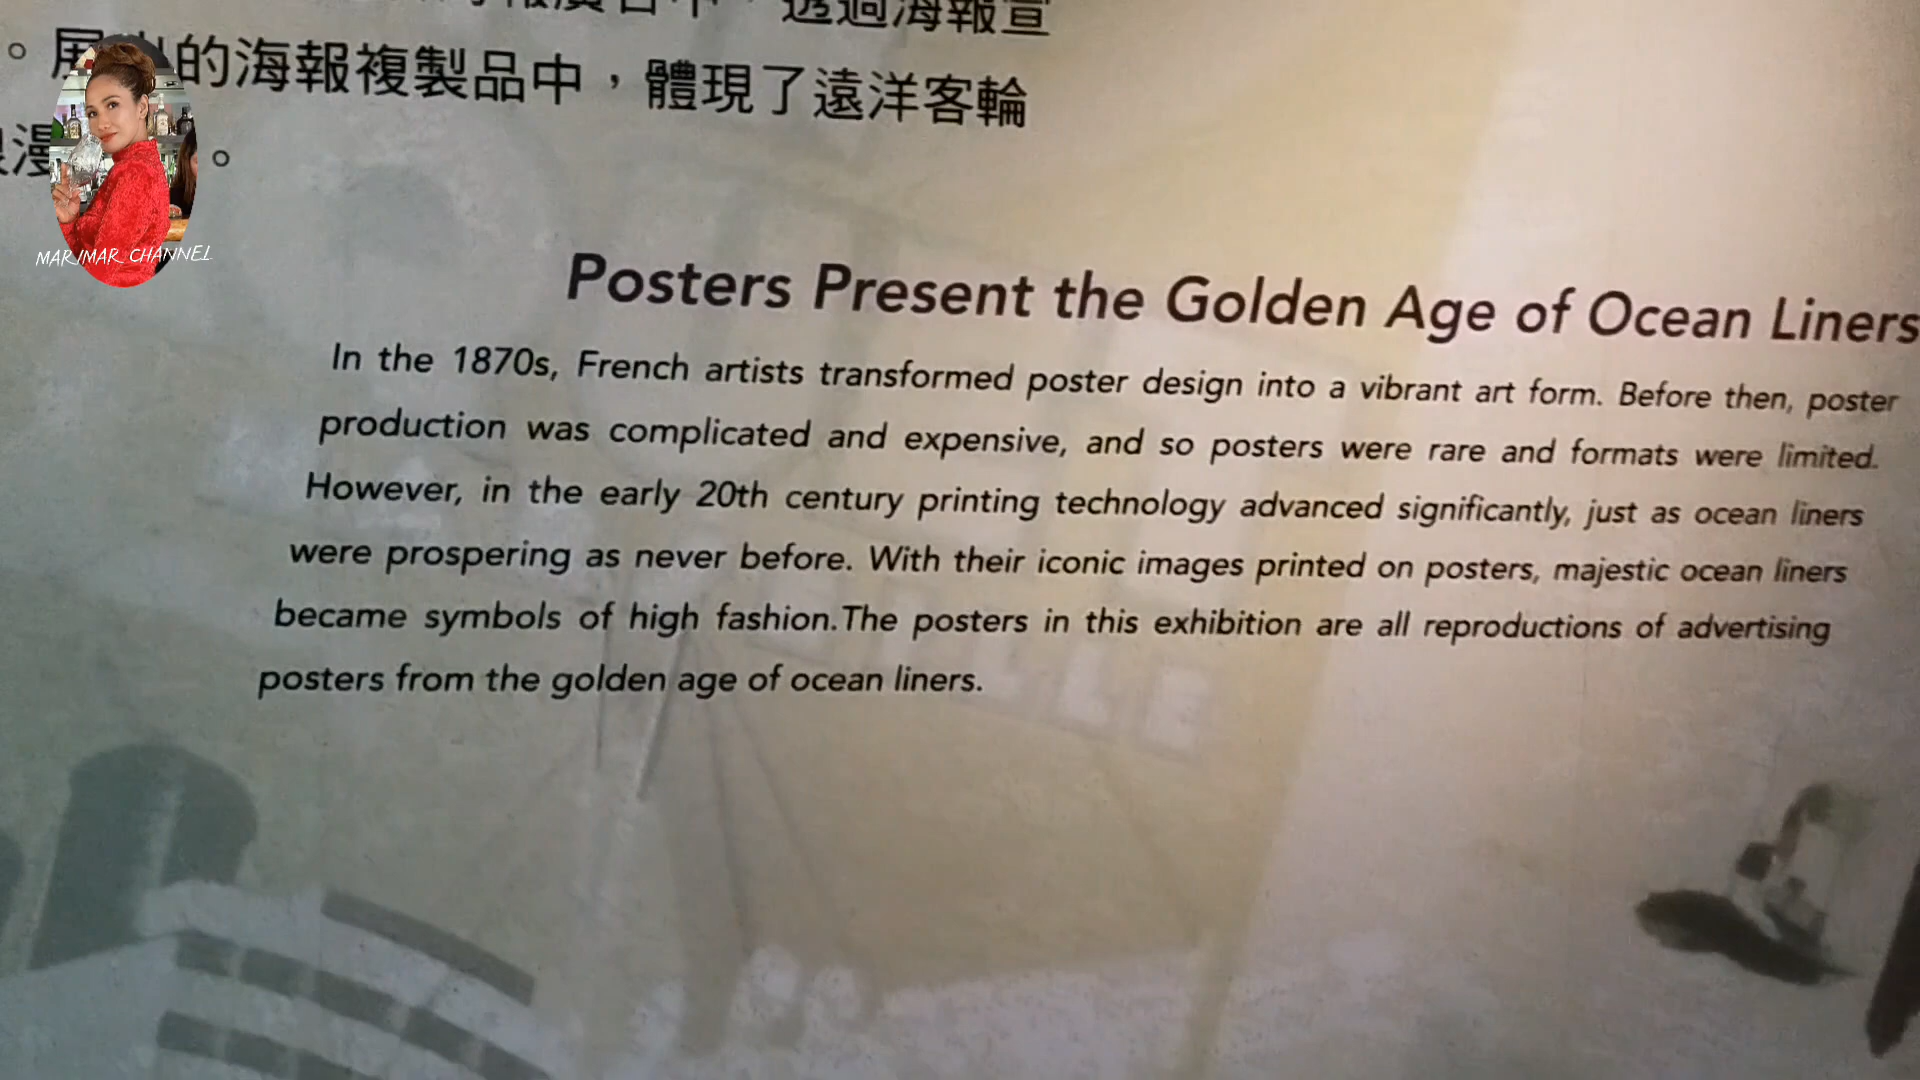 透過海報宣
。展出的海報複製品中，體現了遠洋客輪
漫 。
MARIMAR CHANNEL
Posters Present the Golden Age of Ocean Liners
In the 1870s, French artists transformed poster design into a vibrant art form. Before then, poster
production was complicated and expensive, and so posters were rare and formats were limited.
However, in the early 20th century printing technology advanced significantly, just as ocean liners
were prospering as never before. With their iconic images printed on posters, majestic ocean liners
became symbols of high fashion.The posters in this exhibition are all reproductions of advertising
posters from the golden age of ocean liners.